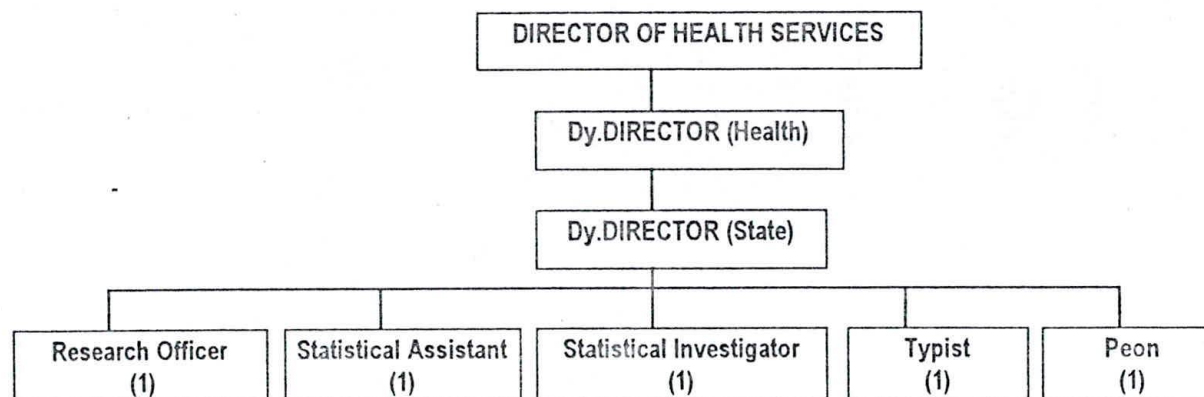 DIRECTOR OF HEALTH SERVICES
Dy.DIRECTOR (Health)
Dy.DIRECTOR (State)
Research Officer
(1)
Statistical Assistant
(1)
Statistical Investigator
(1)
Typist
(1)
Peon
(1)